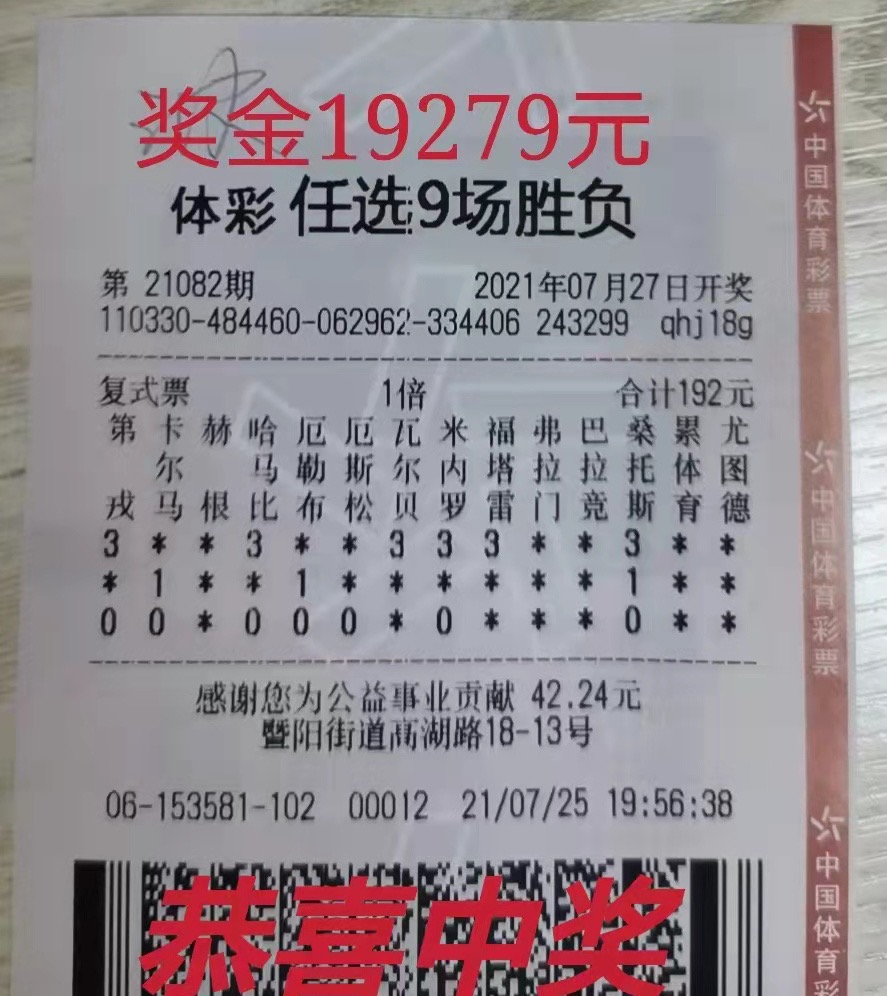 奖金19279元
体彩 任选9场胜负
第 21082期 2021年07月27日开奖
110330-484460-062962-334406 243299 qhj18g
复式票 1倍 合计192元
第 卡 赫 哈 厄 厄 瓦 米 福 弗 巴 桑 累 尤
尔 马 勒 斯 尔 内 塔 拉 拉 托 体 图
戎 马 根 比 布 松 贝 罗 雷 门 竞 斯 育 德
3 * * 3 * * 3 3 3 * * 3 * *
* 1 * * 1 * * * * * * 1 * *
0 0 * 0 0 0 * 0 * * * 0 * *
感谢您为公益事业贡献 42.24元
暨阳街道高湖路18-13号
06-153581-102 00012 21/07/25 19:56:38
恭喜中奖
中国体育彩票
中国体育彩票
中国体育彩